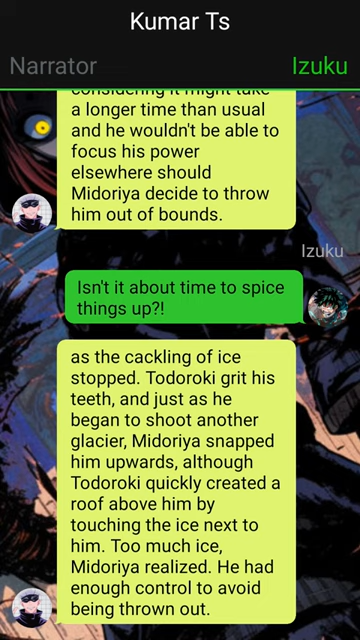 Kumar Ts
Narrator
Izuku
considering it might take
a longer time than usual
and he wouldn't be able to
focus his power
elsewhere should
Midoriya decide to throw
him out of bounds.
Izuku
Isn't it about time to spice
things up?!
as the cackling of ice
stopped. Todoroki grit his
teeth, and just as he
began to shoot another
glacier, Midoriya snapped
him upwards, although
Todoroki quickly created a
roof above him by
touching the ice next to
him. Too much ice,
Midoriya realized. He had
enough control to avoid
being thrown out.